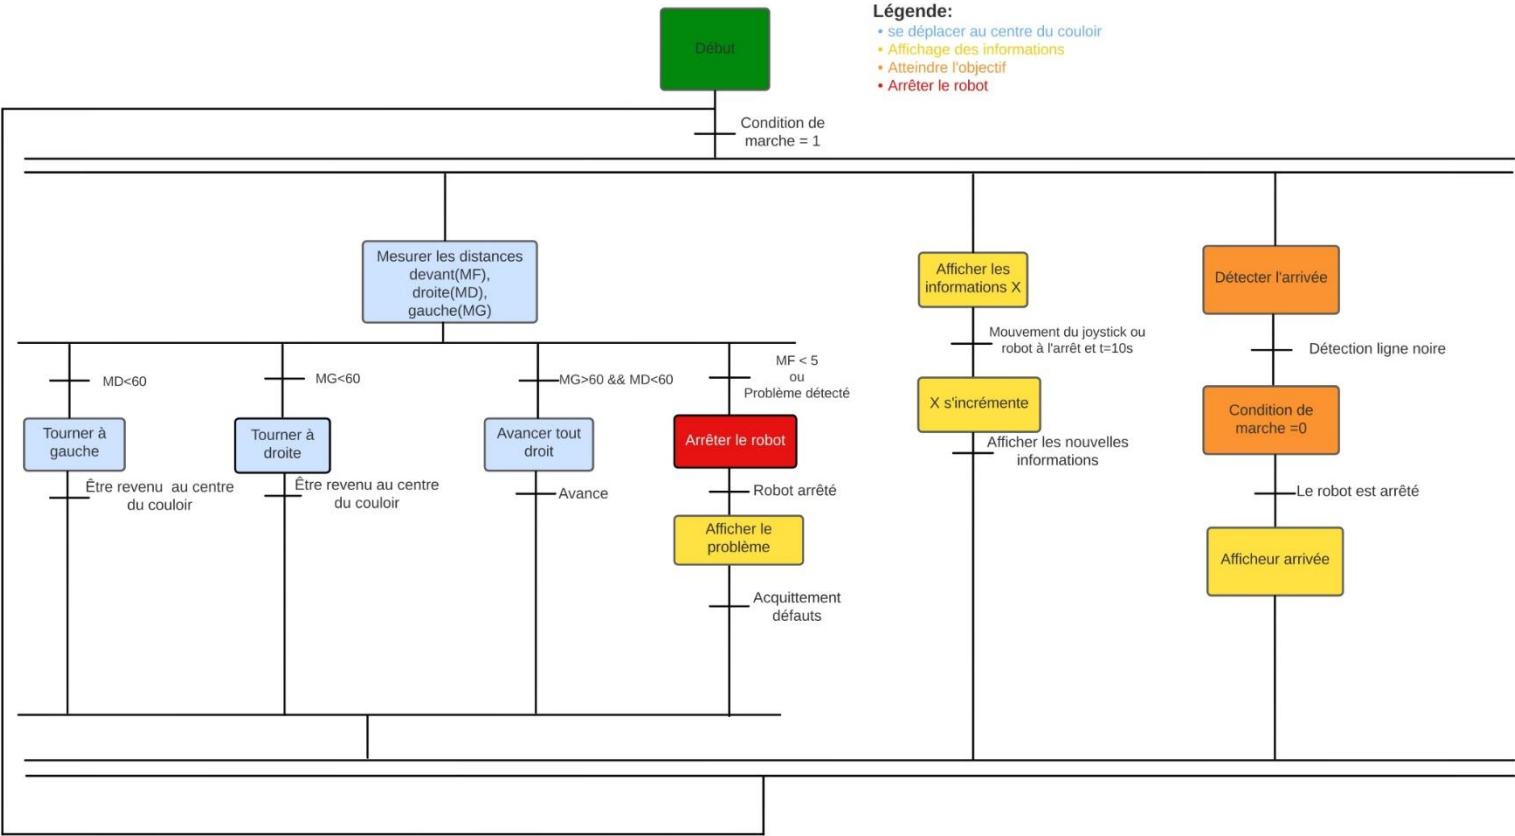 Début
Légende:
• se déplacer au centre du couloir
• Affichage des informations
• Atteindre l'objectif
• Arrêter le robot
Condition de
marche = 1
Mesurer les distances
devant(MF),
droite(MD),
gauche(MG)
Afficher les
informations X
Détecter l'arrivée
MD<60
MG<60
MG>60 && MD<60
MF < 5
ou
Problème détecté
Mouvement du joystick ou
robot à l'arrêt et t=10s
Détection ligne noire
Tourner à
gauche
Tourner à
droite
Avancer tout
droit
Arrêter le robot
X s'incrémente
Condition de
marche =0
Être revenu  au centre
du couloir
Être revenu au centre
du couloir
Avance
Robot arrêté
Afficher les nouvelles
informations
Le robot est arrêté
Afficher le
problème
Afficheur arrivée
Acquittement
défauts